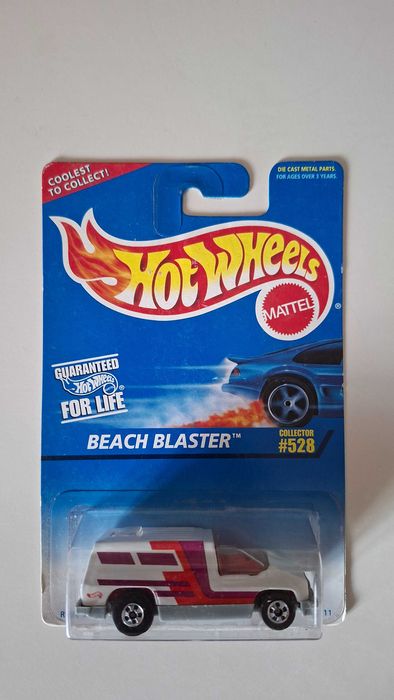 COOLEST
TO COLLECT!
DIE CAST METAL PARTS.
FOR AGES OVER 3 YEARS.
HOT WHEELS
MATTEL
®
GUARANTEED
Hot Wheels
FOR LIFE
BEACH BLASTER™
COLLECTOR
#528
R
11